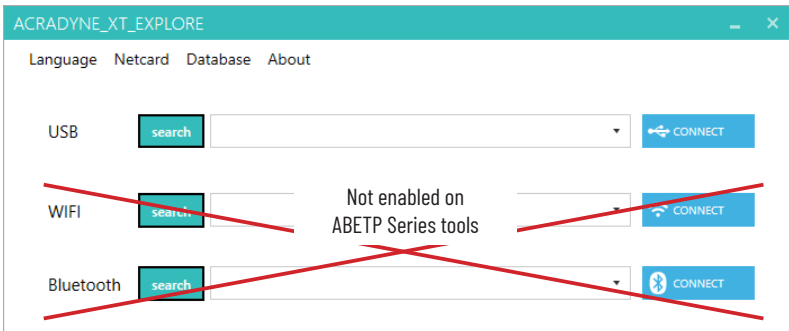 ACRADYNE_XT_EXPLORE
Language Netcard Database About
USB search CONNECT
Not enabled on
ABETP Series tools
WIFI search CONNECT
Bluetooth search CONNECT